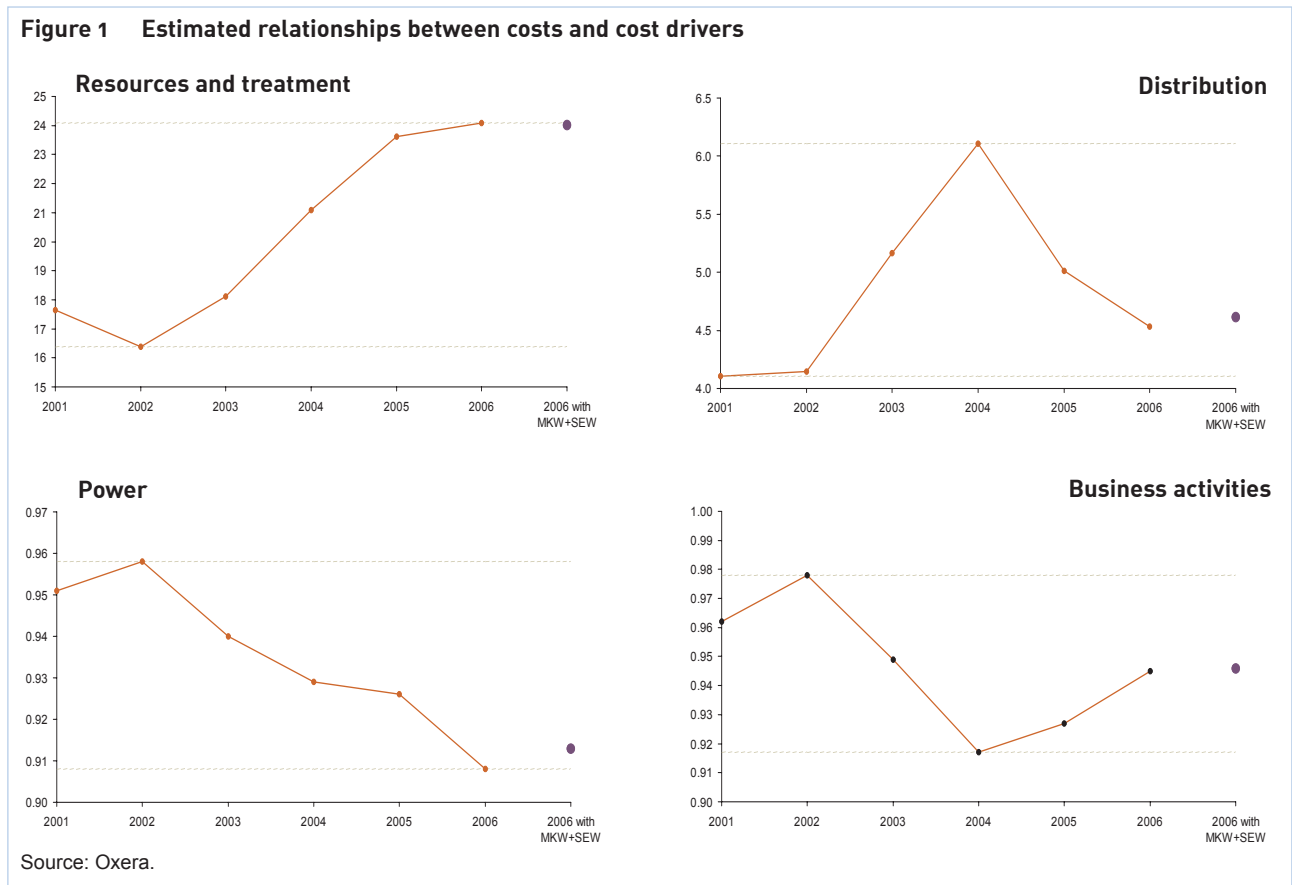 Figure 1 Estimated relationships between costs and cost drivers
Resources and treatment
25
24
23
22
21
20
19
18
17
16
15
2001 2002 2003 2004 2005 2006 2006 with
MKW+SEW
Distribution
6.5
6.0
5.5
5.0
4.5
4.0
2001 2002 2003 2004 2005 2006 2006 with
MKW+SEW
Power
0.97
0.96
0.95
0.94
0.93
0.92
0.91
0.90
2001 2002 2003 2004 2005 2006 2006 with
MKW+SEW
Business activities
1.00
0.99
0.98
0.97
0.96
0.95
0.94
0.93
0.92
0.91
0.90
2001 2002 2003 2004 2005 2006 2006 with
MKW+SEW
Source: Oxera.